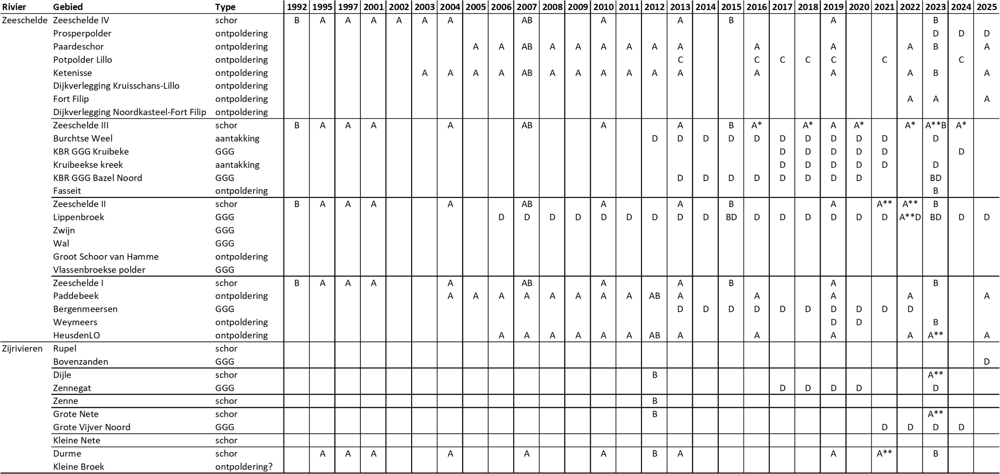 Rivier Gebied Type 1992 1995 1997 2001 2002 2003 2004 2005 2006 2007 2008 2009 2010 2011 2012 2013 2014 2015 2016 2017 2018 2019 2020 2021 2022 2023 2024 2025
Zeeschelde Zeeschelde IV schor B A A A A A A AB A A B A B
Prosperpolder ontpoldering D D D
Paardeschor ontpoldering A A AB A A A A A A A A A B A
Potpolder Lillo ontpoldering C C C C C C C
Ketenisse ontpoldering A A A A AB A A A A A A A A A B A
Dijkverlegging Kruisschans-Lillo ontpoldering
Fort Filip ontpoldering A A A
Dijkverlegging Noordkasteel-Fort Filip ontpoldering
Zeeschelde III schor B A A A A AB A A B A* A* A A* A* A**B A*
Burchtse Weel aantakking D D D D D D D D D D D
KBR GGG Kruibeke GGG D D D D D D
Kruibeekse kreek aantakking D D D D D D
KBR GGG Bazel Noord GGG D D D D D D D D BD
Fasseit ontpoldering B
Zeeschelde II schor B A A A A AB A A B A A** A** B
Lippenbroek GGG D D D D D D D D D BD D D D D D D A**D BD D D
Zwijn GGG
Wal GGG
Groot Schoor van Hamme ontpoldering
Vlassenbroekse polder GGG
Zeeschelde I schor B A A A A AB A A B A B
Paddebeek ontpoldering A A A A A A A A AB A A A A A
Bergenmeersen GGG D D D D D D D D D D
Weymeers ontpoldering D D B
HeusdenLO ontpoldering A A A A A A AB A A A A A** A
Zijrivieren Rupel schor
Bovenzanden GGG D
Dijle schor B A**
Zennegat GGG D D D D D
Zenne schor B
Grote Nete schor B A**
Grote Vijver Noord GGG D D D D
Kleine Nete schor
Durme schor A A A A A A B A A A** B
Kleine Broek ontpoldering?